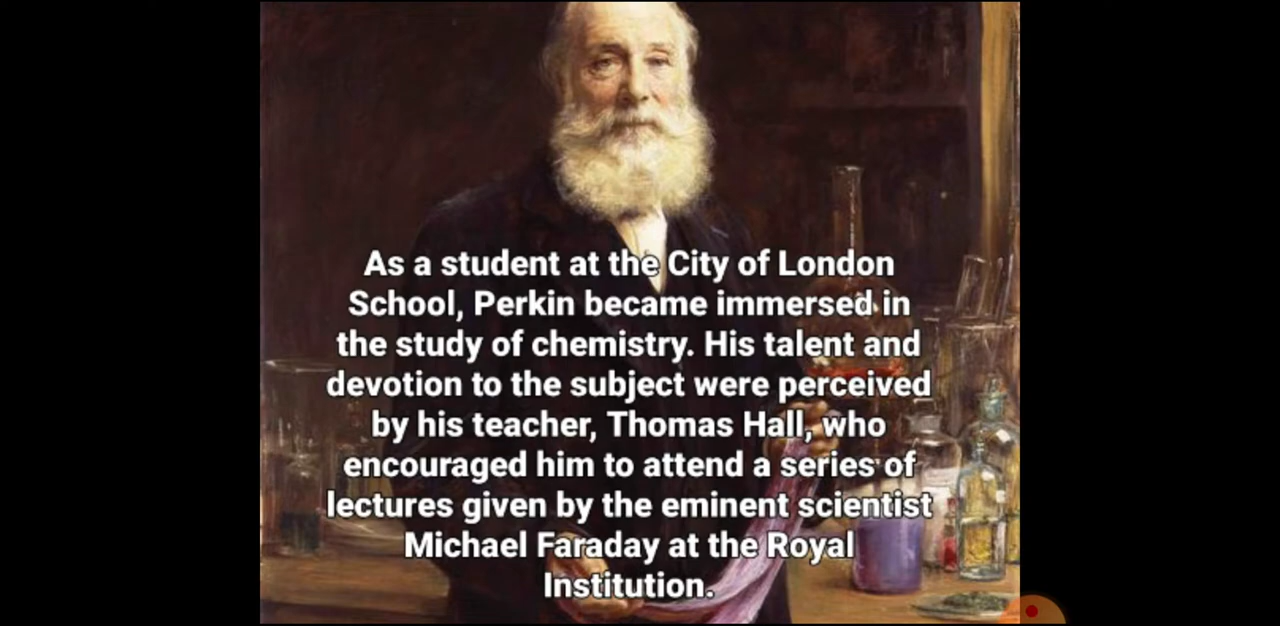 As a student at the City of London
School, Perkin became immersed in
the study of chemistry. His talent and
devotion to the subject were perceived
by his teacher, Thomas Hall, who
encouraged him to attend a series of
lectures given by the eminent scientist
Michael Faraday at the Royal
Institution.